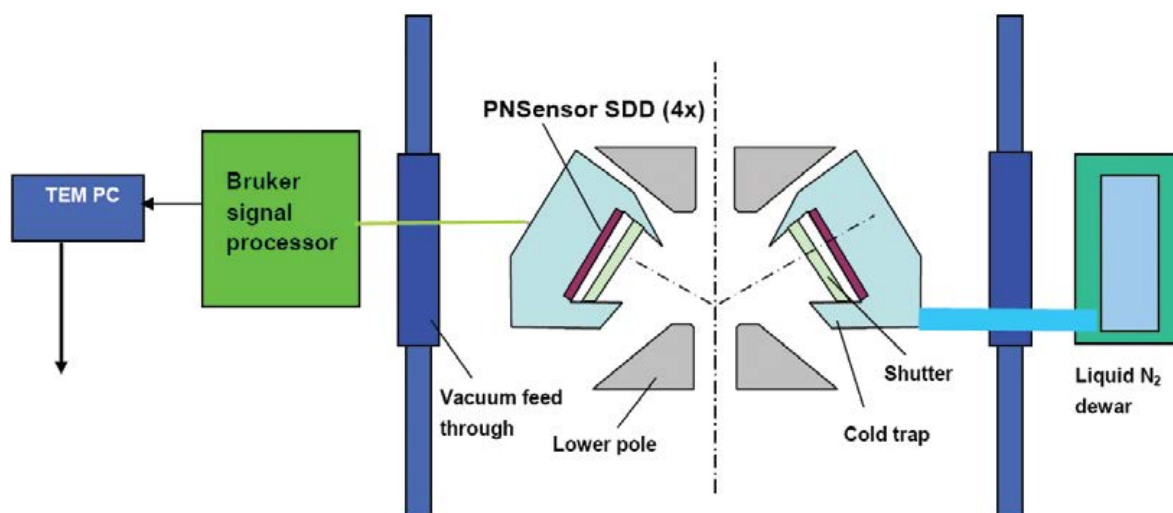 PNSensor SDD (4x)
TEM PC
Bruker
signal
processor
Vacuum feed
through
Lower pole
Shutter
Cold trap
Liquid N₂
dewar